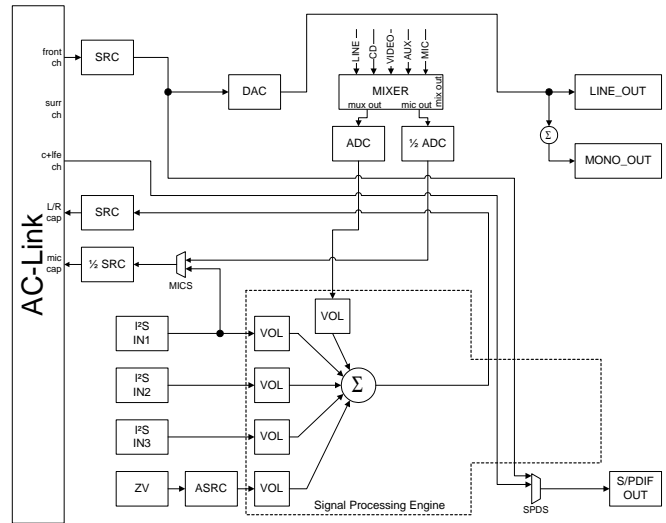 AC-Link
front
ch
surr
ch
c+lfe
ch
L/R
cap
mic
cap
SRC
DAC
LINE
CD
VIDEO
AUX
MIC
MIXER
mux out
mic out
mix out
LINE_OUT
Σ
MONO_OUT
ADC
½ ADC
SRC
½ SRC
MICS
VOL
I²S
IN1
VOL
I²S
IN2
VOL
Σ
I²S
IN3
VOL
ZV
ASRC
VOL
Signal Processing Engine
SPDS
S/PDIF
OUT